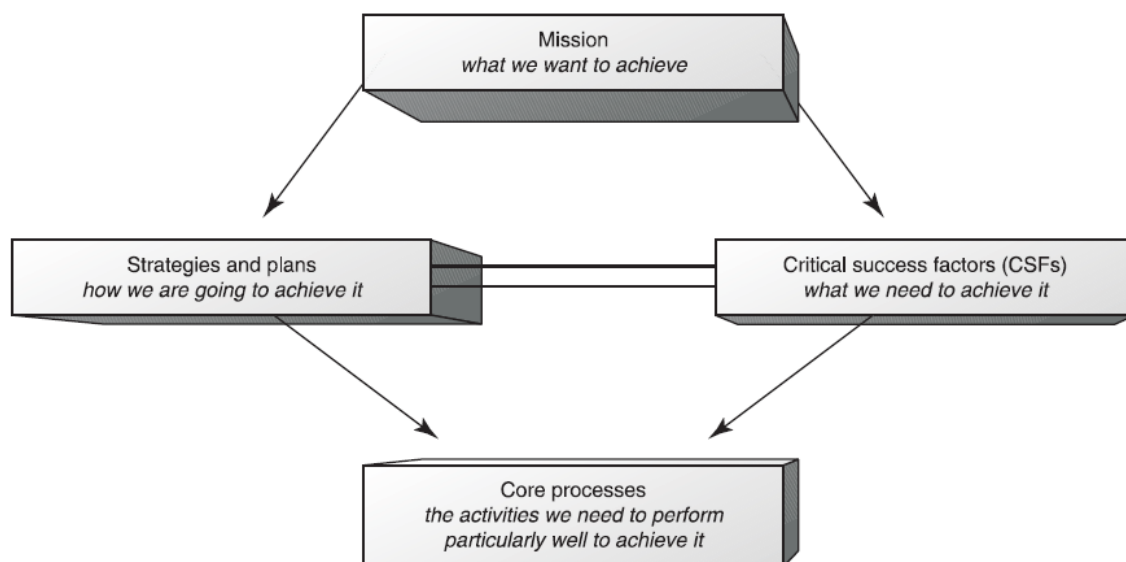 Mission
what we want to achieve
Strategies and plans
how we are going to achieve it
Critical success factors (CSFs)
what we need to achieve it
Core processes
the activities we need to perform
particularly well to achieve it